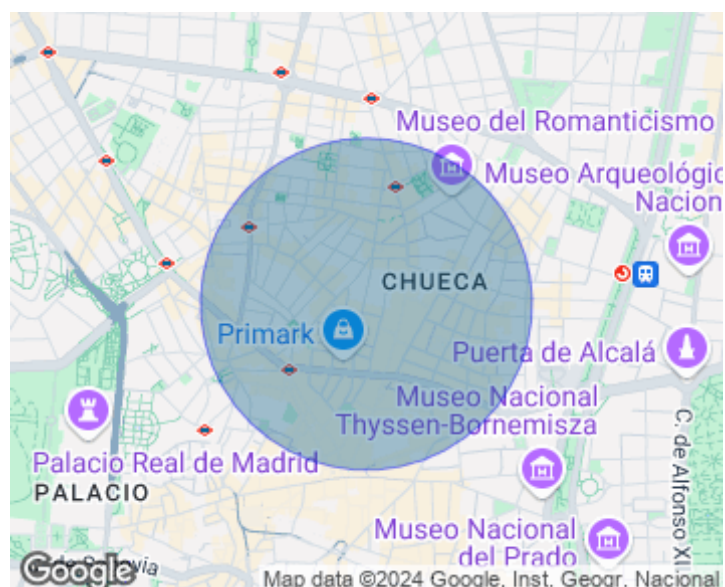 Museo del Romanticismo
Museo Arqueológic
Nacion
CHUECA
Primark
Puerta de Alcalá
Museo Nacional
Thyssen-Bornemisza
C. de Alfonso XI
Palacio Real de Madrid
PALACIO
Museo Nacional
del Prado
Google
Map data ©2024 Google, Inst. Geogr. Nacional